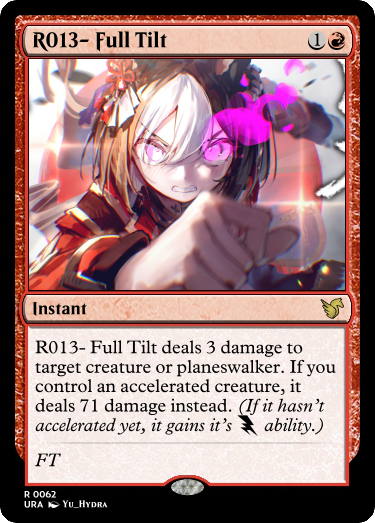 R013- Full Tilt 1
Instant
R013- Full Tilt deals 3 damage to
target creature or planeswalker. If you
control an accelerated creature, it
deals 71 damage instead. (If it hasn't
accelerated yet, it gains it's ability.)
FT
R 0062
URA Yu_Hydra